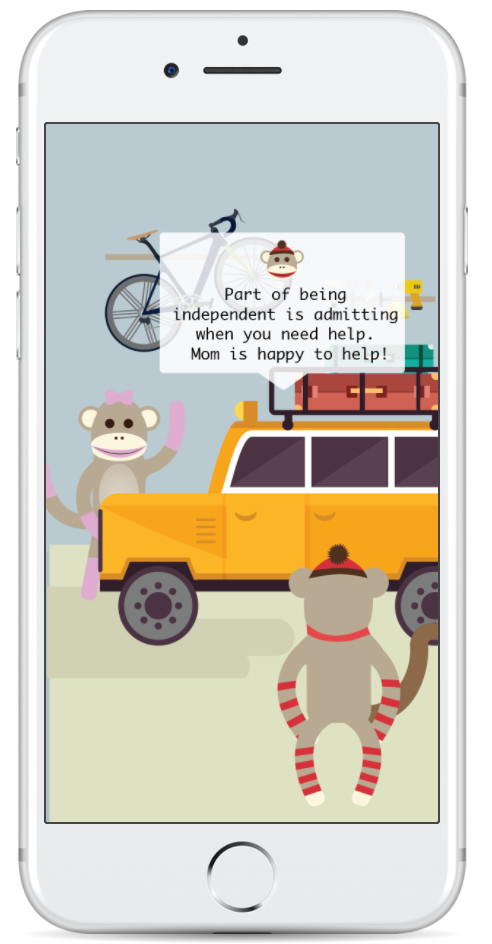 Part of being
independent is admitting
when you need help.
Mom is happy to help!